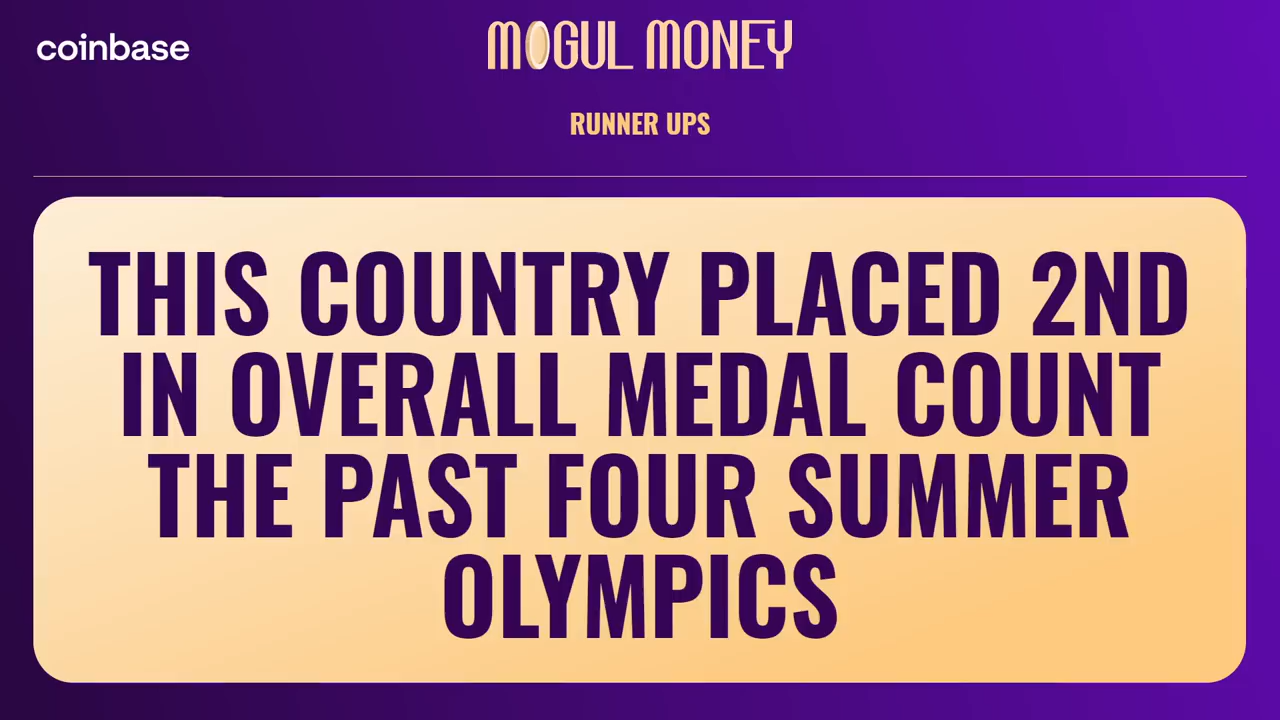 coinbase
MOGUL MONEY
RUNNER UPS
THIS COUNTRY PLACED 2ND
IN OVERALL MEDAL COUNT
THE PAST FOUR SUMMER
OLYMPICS